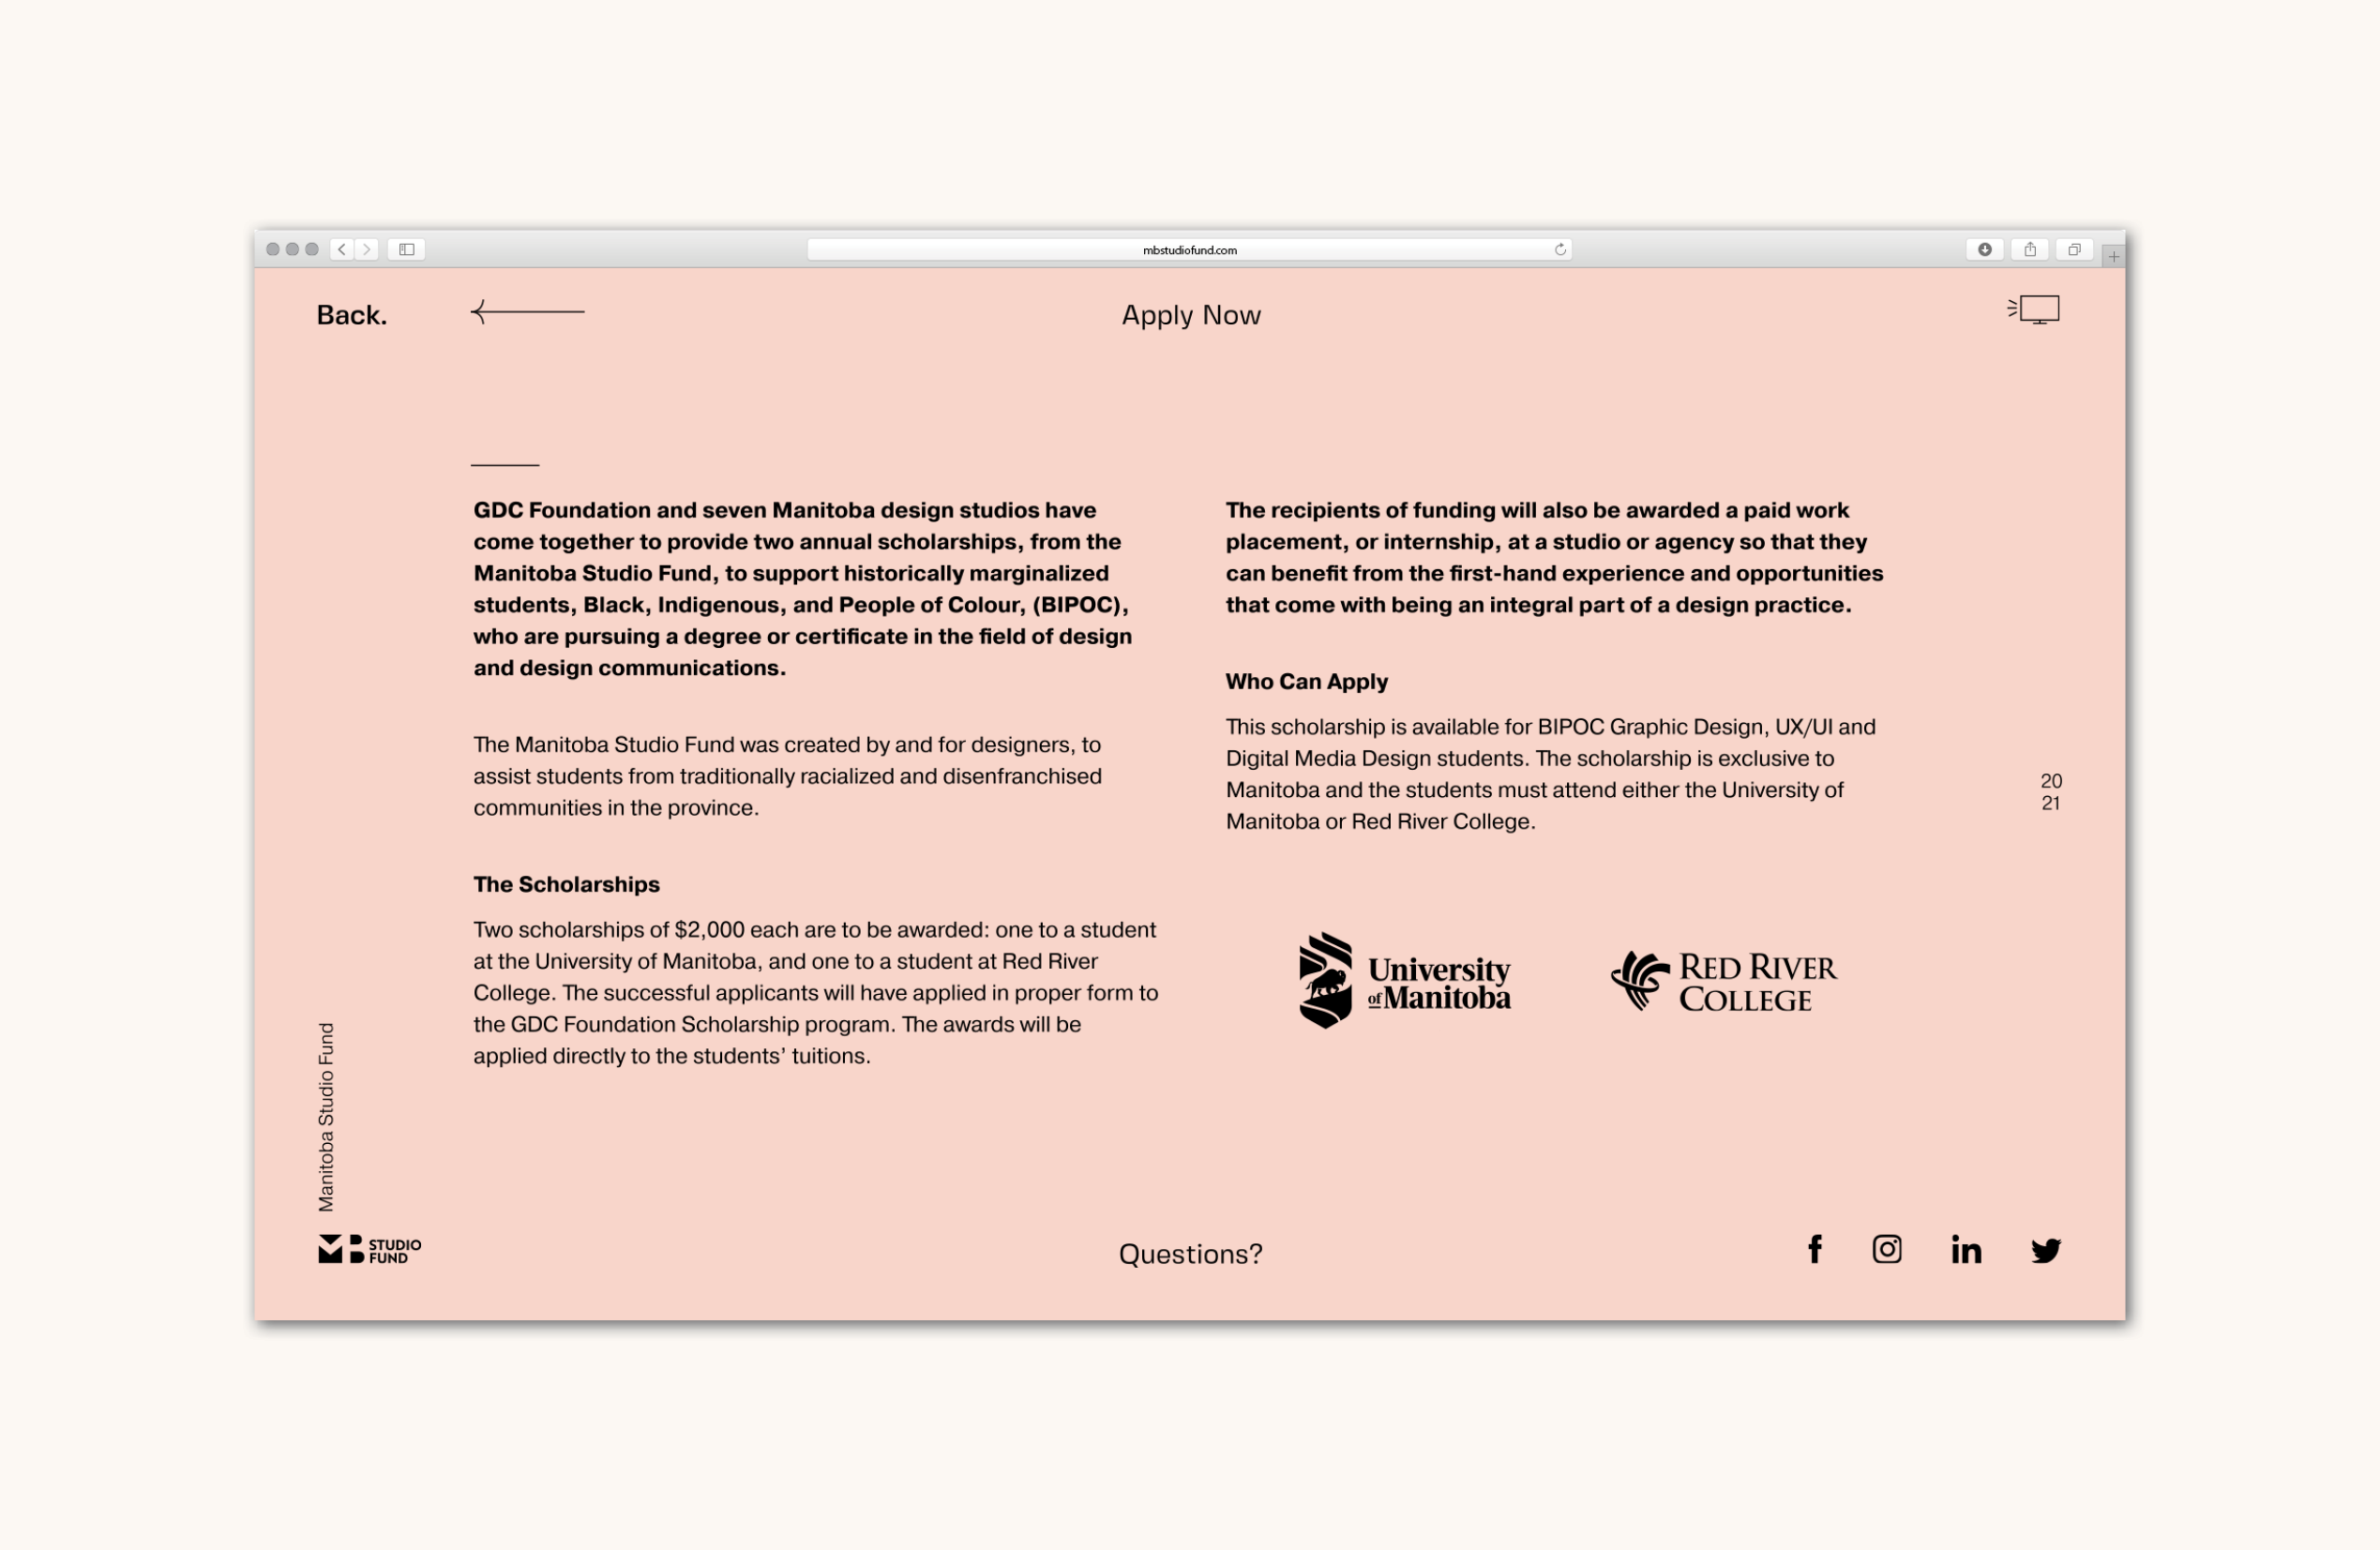 mbstudiofund.com
Back.
Apply Now
GDC Foundation and seven Manitoba design studios have
come together to provide two annual scholarships, from the
Manitoba Studio Fund, to support historically marginalized
students, Black, Indigenous, and People of Colour, (BIPOC),
who are pursuing a degree or certificate in the field of design
and design communications.
The Manitoba Studio Fund was created by and for designers, to
assist students from traditionally racialized and disenfranchised
communities in the province.
The Scholarships
Two scholarships of $2,000 each are to be awarded: one to a student
at the University of Manitoba, and one to a student at Red River
College. The successful applicants will have applied in proper form to
the GDC Foundation Scholarship program. The awards will be
applied directly to the students’ tuitions.
The recipients of funding will also be awarded a paid work
placement, or internship, at a studio or agency so that they
can benefit from the first-hand experience and opportunities
that come with being an integral part of a design practice.
Who Can Apply
This scholarship is available for BIPOC Graphic Design, UX/UI and
Digital Media Design students. The scholarship is exclusive to
Manitoba and the students must attend either the University of
Manitoba or Red River College.
University
of Manitoba
RED RIVER
COLLEGE
20
21
Manitoba Studio Fund
MB STUDIO
FUND
Questions?
f
in